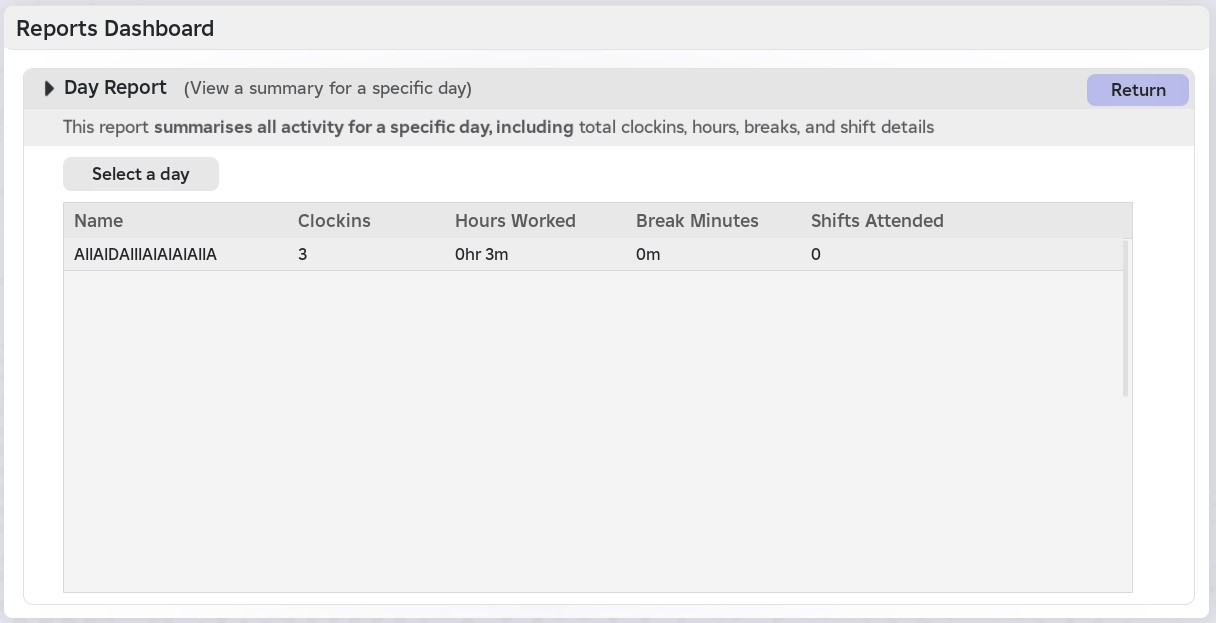 Reports Dashboard
Day Report (View a summary for a specific day)
Return
This report summarises all activity for a specific day, including total clockins, hours, breaks, and shift details
Select a day
Name Clockins Hours Worked Break Minutes Shifts Attended
3 0hr 3m 0m 0